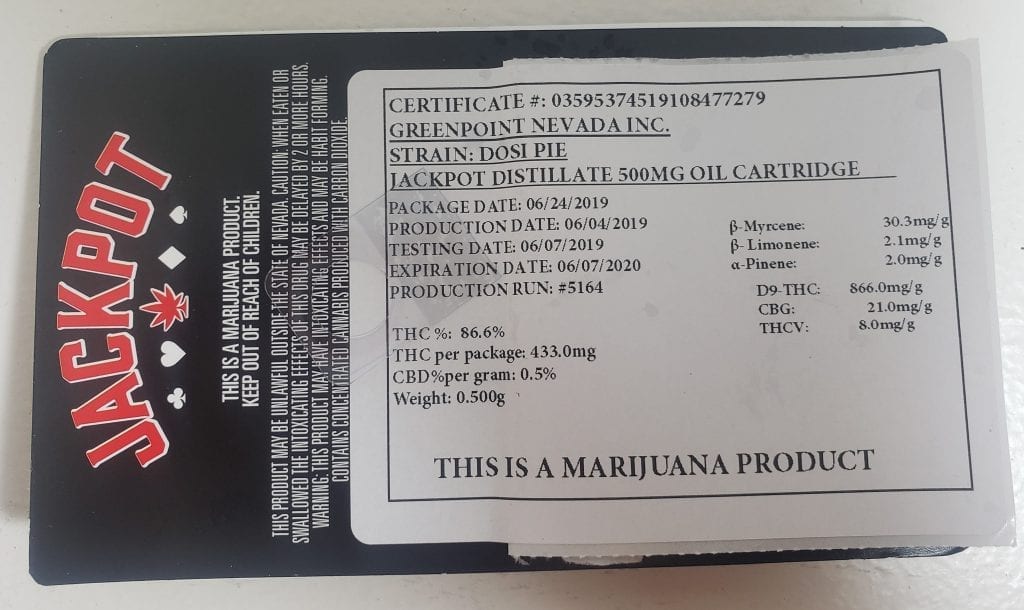 JACKPOT
THIS IS A MARIJUANA PRODUCT.
KEEP OUT OF REACH OF CHILDREN.
THIS PRODUCT MAY BE UNLAWFUL OUTSIDE THE STATE OF NEVADA. CAUTION: WHEN EATEN OR
SWALLOWED THE INTOXICATING EFFECTS OF THIS DRUG MAY BE DELAYED BY 2 OR MORE HOURS.
WARNING: THIS PRODUCT MAY HAVE INTOXICATING EFFECTS AND MAY BE HABIT FORMING.
CONTAINS CONCENTRATED CANNABIS PRODUCED WITH CARBON DIOXIDE
CERTIFICATE #: 03595374519108477279
GREENPOINT NEVADA INC.
STRAIN: DOSI PIE
JACKPOT DISTILLATE 500MG OIL CARTRIDGE
PACKAGE DATE: 06/24/2019
PRODUCTION DATE: 06/04/2019
TESTING DATE: 06/07/2019
EXPIRATION DATE: 06/07/2020
PRODUCTION RUN: #5164
THC %: 86.6%
THC per package: 433.0mg
CBD%per gram: 0.5%
Weight: 0.500g
β-Myrcene: 30.3mg/g
β- Limonene: 2.1mg/g
α-Pinene: 2.0mg/g
D9-THC: 866.0mg/g
CBG: 21.0mg/g
THCV: 8.0mg/g
THIS IS A MARIJUANA PRODUCT